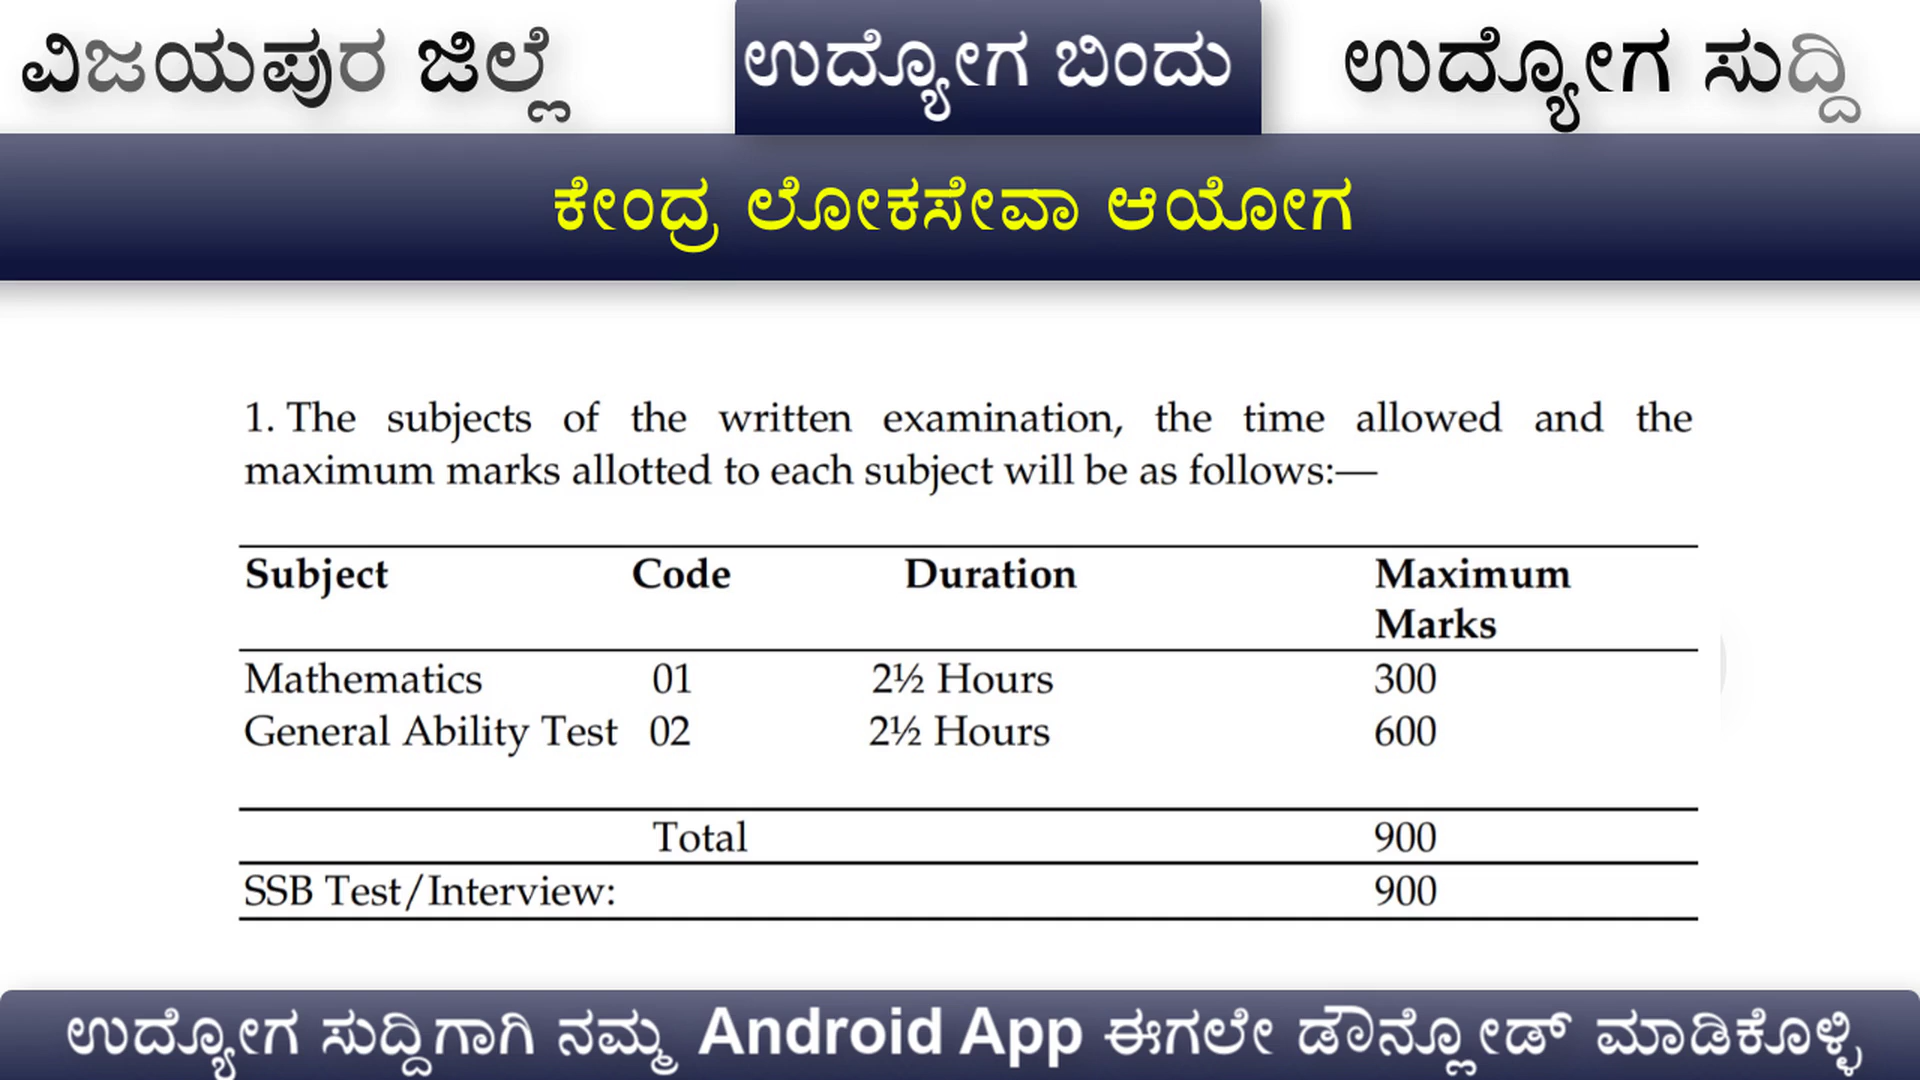 ವಿಜಯಪುರ ಜಿಲ್ಲೆ
ಉದ್ಯೋಗ ಬಿಂದು
ಉದ್ಯೋಗ ಸುದ್ದಿ
ಕೇಂದ್ರ ಲೋಕಸೇವಾ ಆಯೋಗ
1. The subjects of the written examination, the time allowed and the
maximum marks allotted to each subject will be as follows:—
Subject Code Duration Maximum
Marks
Mathematics 01 2½ Hours 300
General Ability Test 02 2½ Hours 600
Total 900
SSB Test/Interview: 900
ಉದ್ಯೋಗ ಸುದ್ದಿಗಾಗಿ ನಮ್ಮ Android App ಈಗಲೇ ಡೌನ್ಲೋಡ್ ಮಾಡಿಕೊಳ್ಳಿ